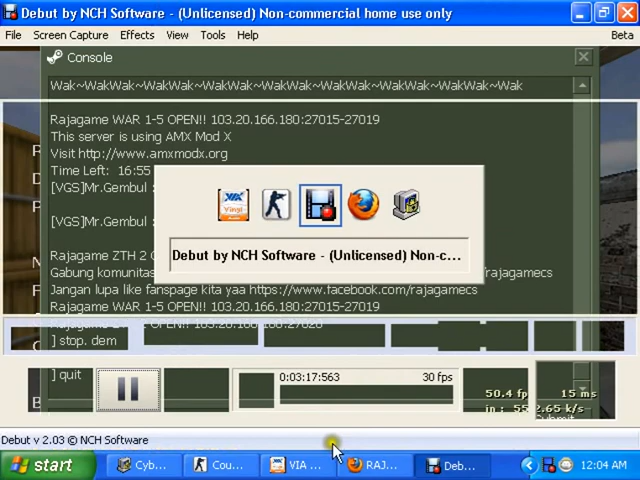 Debut by NCH Software - (Unlicensed) Non-commercial home use only
File Screen Capture Effects View Tools Help Beta
Console
Wak~WakWak~WakWak~WakWak~WakWak~WakWak~WakWak~Wak
Rajagame WAR 1-5 OPEN!! 103.20.166.180:27015-27019
This server is using AMX Mod X
Visit http://www.amxmodx.org
Time Left: 16:55
[VGS]Mr.Gembul :
VIA
Vinyl
Debut by NCH Software - (Unlicensed) Non-c...
[VGS]Mr.Gembul :
Rajagame ZTH 2 O
Gabung komunitas rajagamecs
Jangan lupa like fanspage kita yaa https://www.facebook.com/rajagamecs
Rajagame WAR 1-5 OPEN!! 103.20.166.180:27015-27019
] stop. dem
] quit
0:03:17:563 30 fps
50.4 fp 15 ms
in : 2.65 k/s
Submit
Debut v 2.03 © NCH Software
start Cyb... Cou... VIA ... RAJ... Deb... 12:04 AM